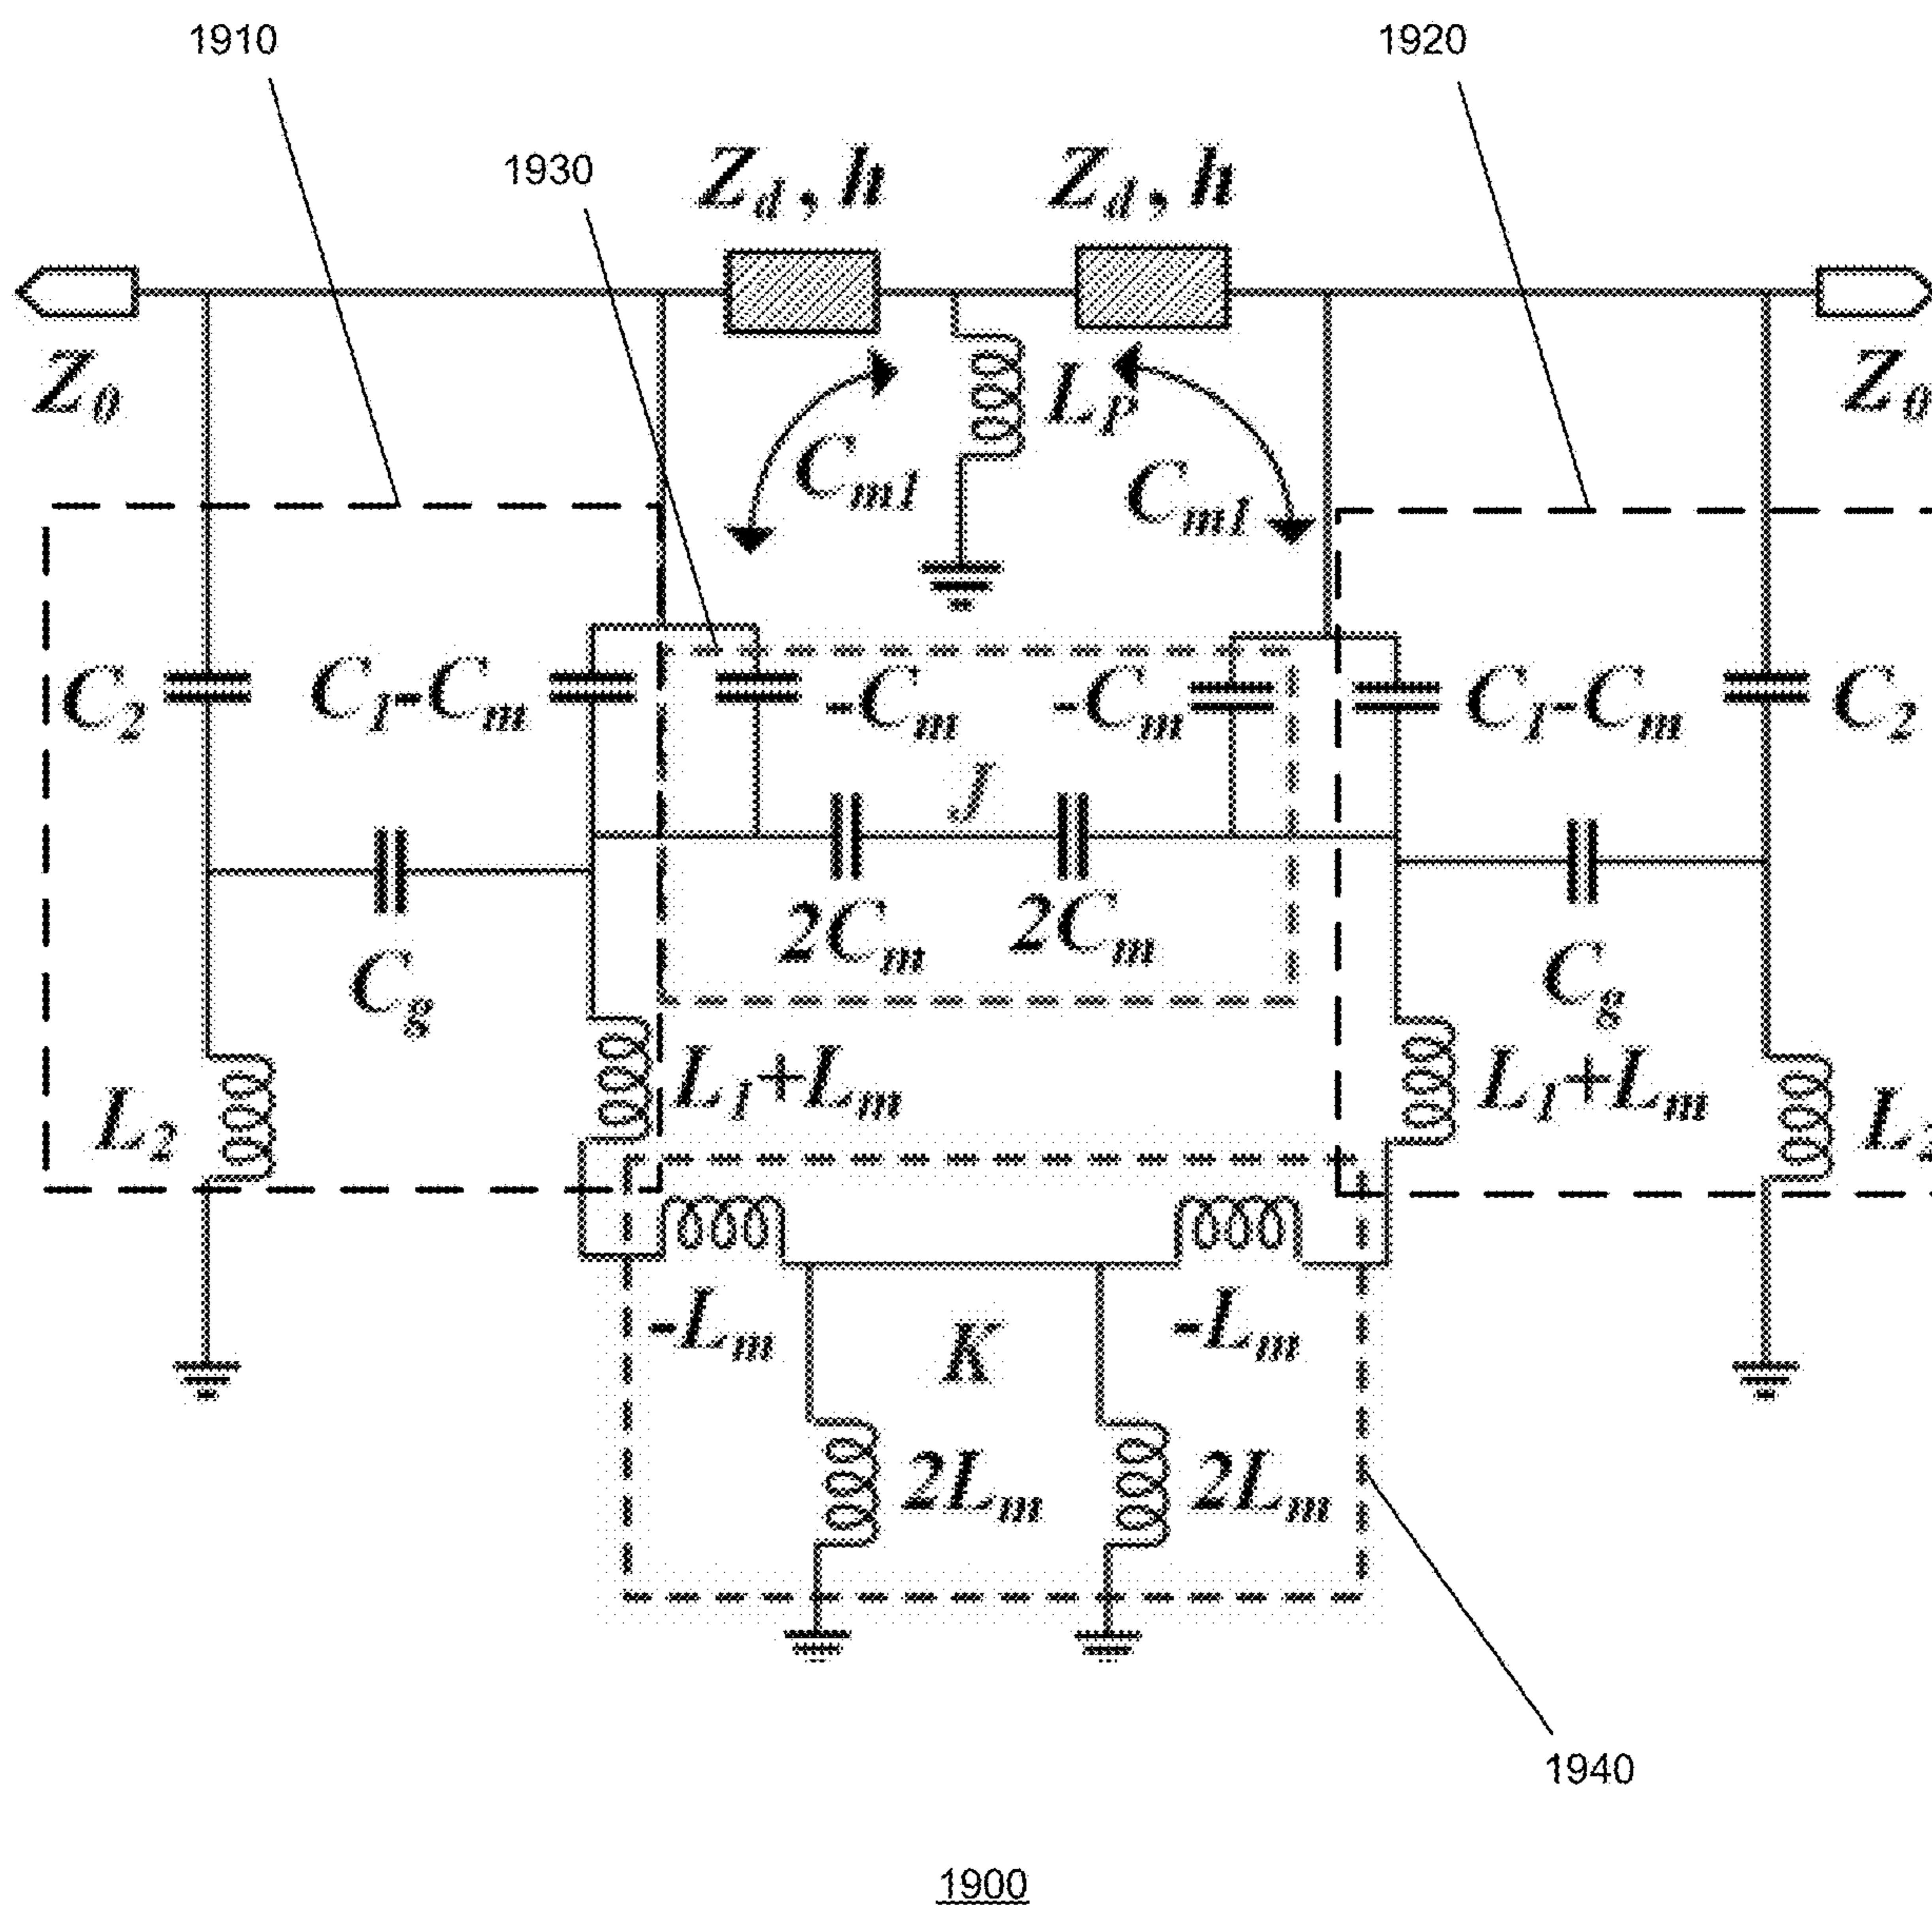 1910
1920
1930
Z_d, h
Z_d, h
Z_0
Z_0
L_P
C_m1
C_m1
C_2
C_1-C_m
-C_m
-C_m
C_1-C_m
C_2
J
2C_m
2C_m
C_g
C_g
L_2
L_1+L_m
L_1+L_m
L_2
-L_m
K
-L_m
2L_m
2L_m
1940
1900